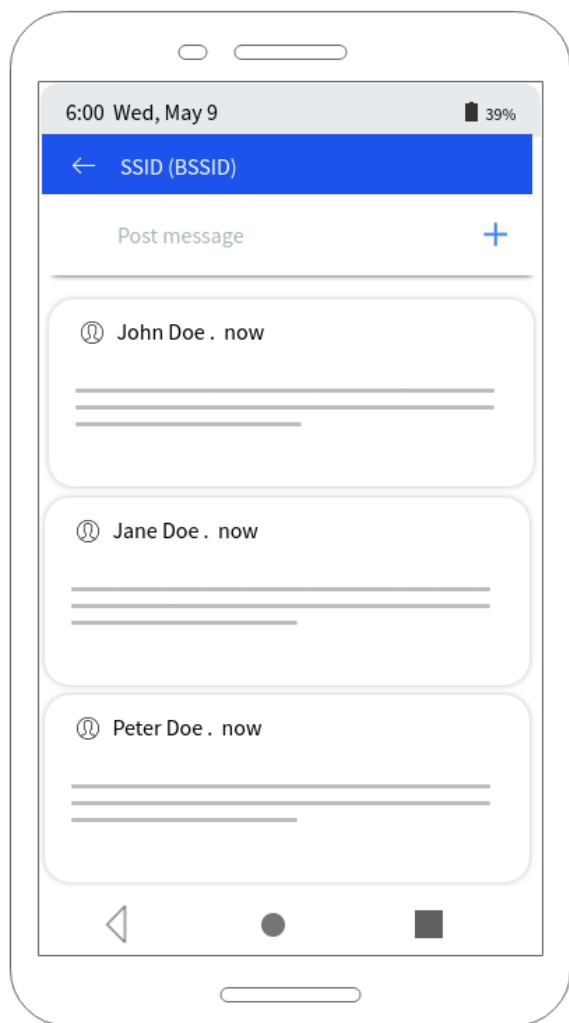 6:00 Wed, May 9 39%
SSID (BSSID)
Post message
John Doe . now
Jane Doe . now
Peter Doe . now